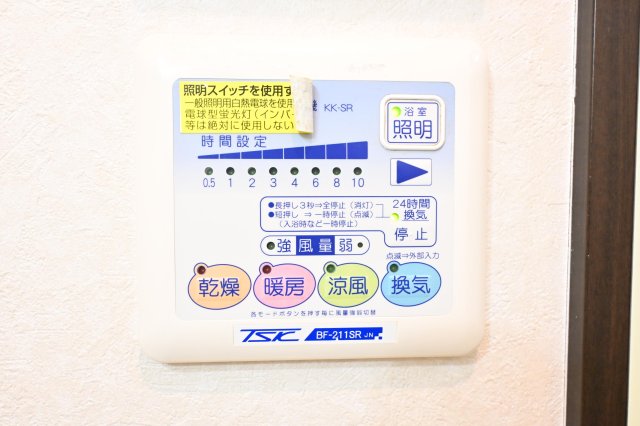 照明スイッチを使用す
一般照明用白熱電球を使用
電球型蛍光灯(インバー
等は絶対に使用しない
機 KK-SR
浴室
照明
時間設定
0.5 1 2 3 4 6 8 10
●長押し3秒⇒全停止(消灯)
●短押し ⇒一時停止(点滅)
(入浴時など一時停止)
24時間
換気
停止
強 風量 弱
点滅⇒外部入力
乾燥 暖房 涼風 換気
各モードボタンを押す毎に風量強弱切替
TSK BF-211SR JN